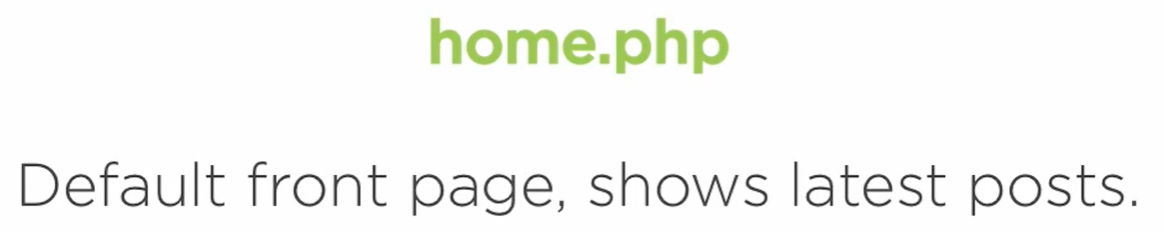 home.php
Default front page, shows latest posts.